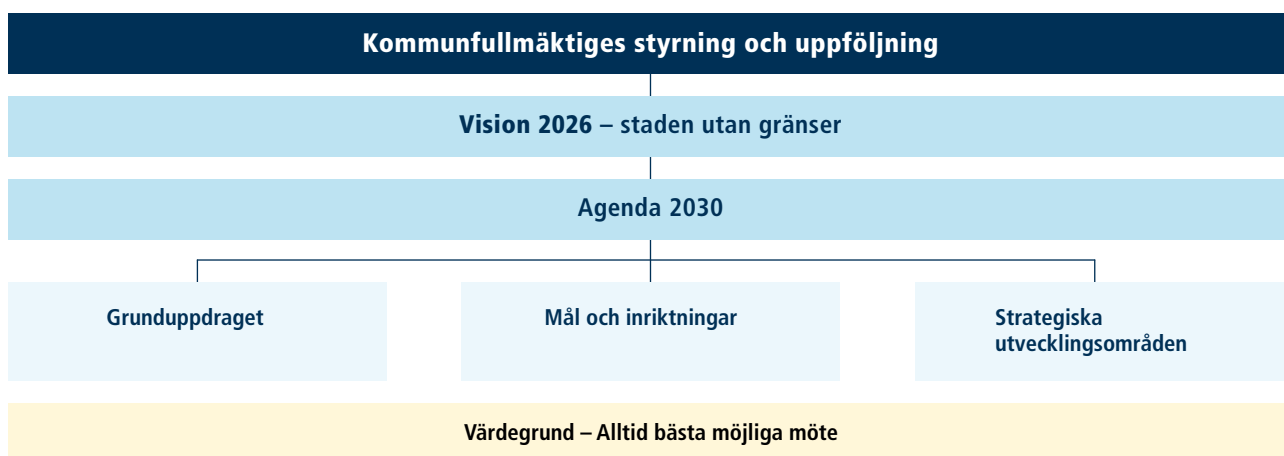 Kommunfullmäktiges styrning och uppföljning
Vision 2026 – staden utan gränser
Agenda 2030
Grunduppdraget
Mål och inriktningar
Strategiska
utvecklingsområden
Värdegrund – Alltid bästa möjliga möte